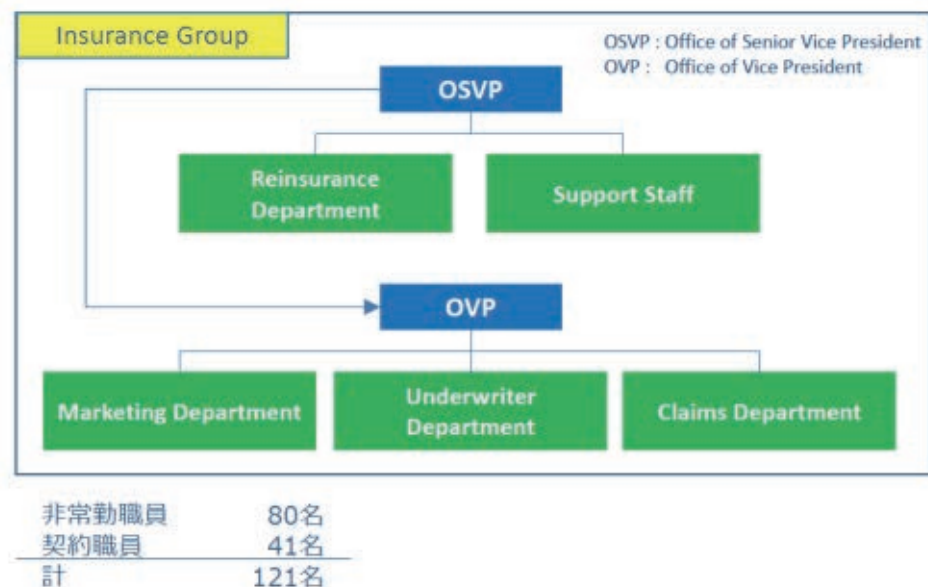 Insurance Group
OSVP : Office of Senior Vice President
OVP : Office of Vice President
OSVP
Reinsurance
Department
Support Staff
OVP
Marketing Department
Underwriter
Department
Claims Department
非常勤職員 80名
契約職員 41名
計 121名